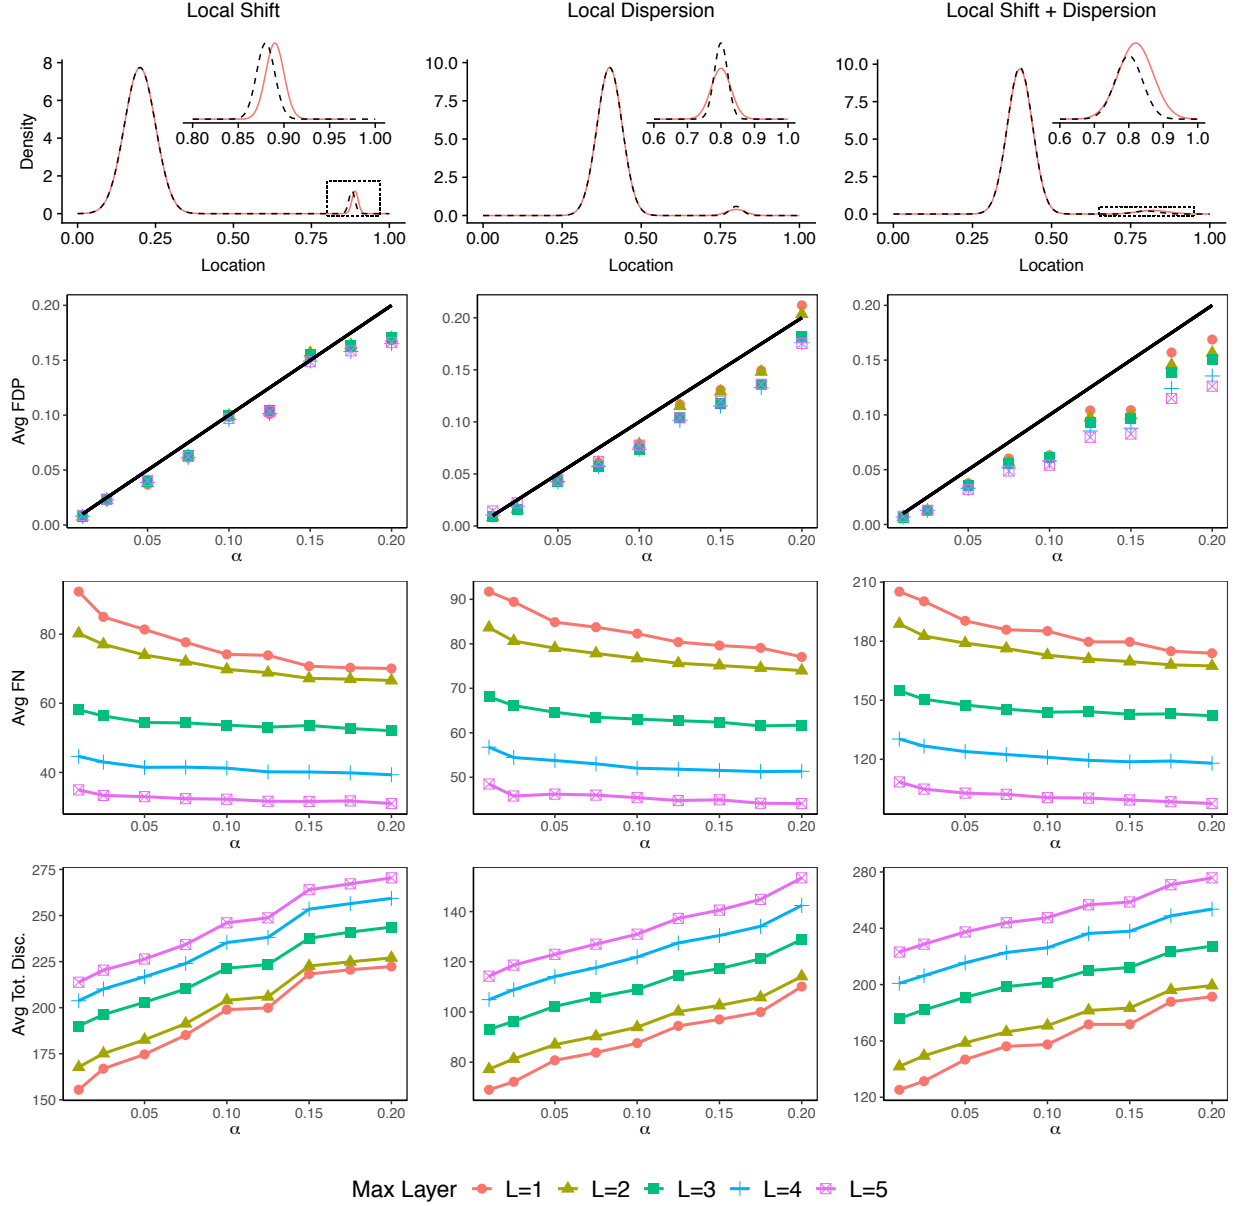 Local Shift
Local Dispersion
Local Shift + Dispersion
Density
8
6
4
2
0
0.80 0.85 0.90 0.95 1.00
0.00 0.25 0.50 0.75 1.00
Location
10.0
7.5
5.0
2.5
0.0
0.6 0.7 0.8 0.9 1.0
0.00 0.25 0.50 0.75 1.00
Location
10.0
7.5
5.0
2.5
0.0
0.6 0.7 0.8 0.9 1.0
0.00 0.25 0.50 0.75 1.00
Location
Avg FDP
0.20
0.15
0.10
0.05
0.00
0.05 0.10 0.15 0.20
α
0.20
0.15
0.10
0.05
0.00
0.05 0.10 0.15 0.20
α
0.20
0.15
0.10
0.05
0.00
0.05 0.10 0.15 0.20
α
Avg FN
80
60
40
0.05 0.10 0.15 0.20
α
90
80
70
60
50
0.05 0.10 0.15 0.20
α
210
180
150
120
0.05 0.10 0.15 0.20
α
Avg Tot. Disc.
275
250
225
200
175
150
0.05 0.10 0.15 0.20
α
140
120
100
80
0.05 0.10 0.15 0.20
α
280
240
200
160
120
0.05 0.10 0.15 0.20
α
Max Layer L=1 L=2 L=3 L=4 L=5